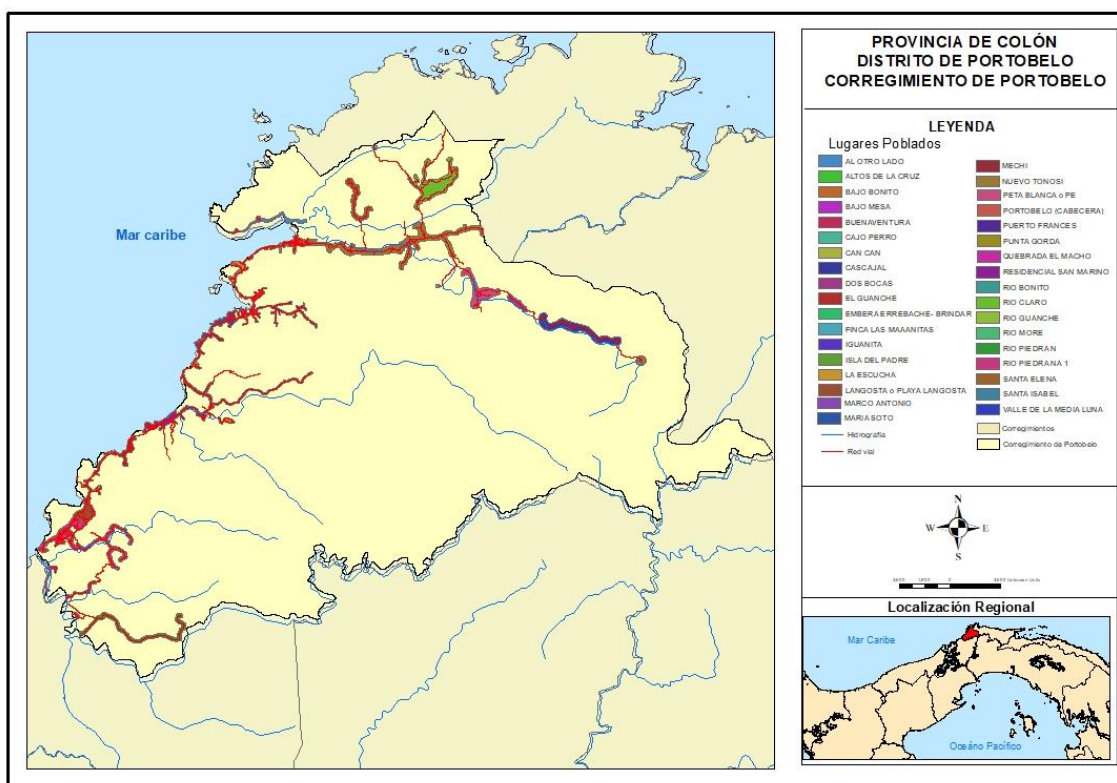 PROVINCIA DE COLÓN
DISTRITO DE PORTOBELO
CORREGIMIENTO DE PORTOBELO
LEYENDA
Lugares Poblados
AL OTRO LADO
ALTOS DE LA CRUZ
BAJO BONITO
BAJO MESA
BUENAVENTURA
CAJO PERRO
CAN CAN
CASCAJAL
DOS BOCAS
EL GUANCHE
EMBERA ERREBACHE- BRINDAR
FINCA LAS MAAANITAS
IGUANITA
ISLA DEL PADRE
LA ESCUCHA
LANGOSTA o PLAYA LANGOSTA
MARCO ANTONIO
MARIA SOTO
Hidrografía
Red vial
MECHI
NUEVO TONOSI
PETA BLANCA o PE
PORTOBELO (CABECERA)
PUERTO FRANCES
PUNTA GORDA
QUEBRADA EL MACHO
RESIDENCIAL SAN MARINO
RIO BONITO
RIO CLARO
RIO GUANCHE
RIO MORE
RIO PIEDRAN
RIO PIEDRANA 1
SANTA ELENA
SANTA ISABEL
VALLE DE LA MEDIA LUNA
Corregimientos
Corregimiento de Portobelo
Mar caribe
N
W E
S
Localización Regional
Mar Caribe
Oceáno Pacífico